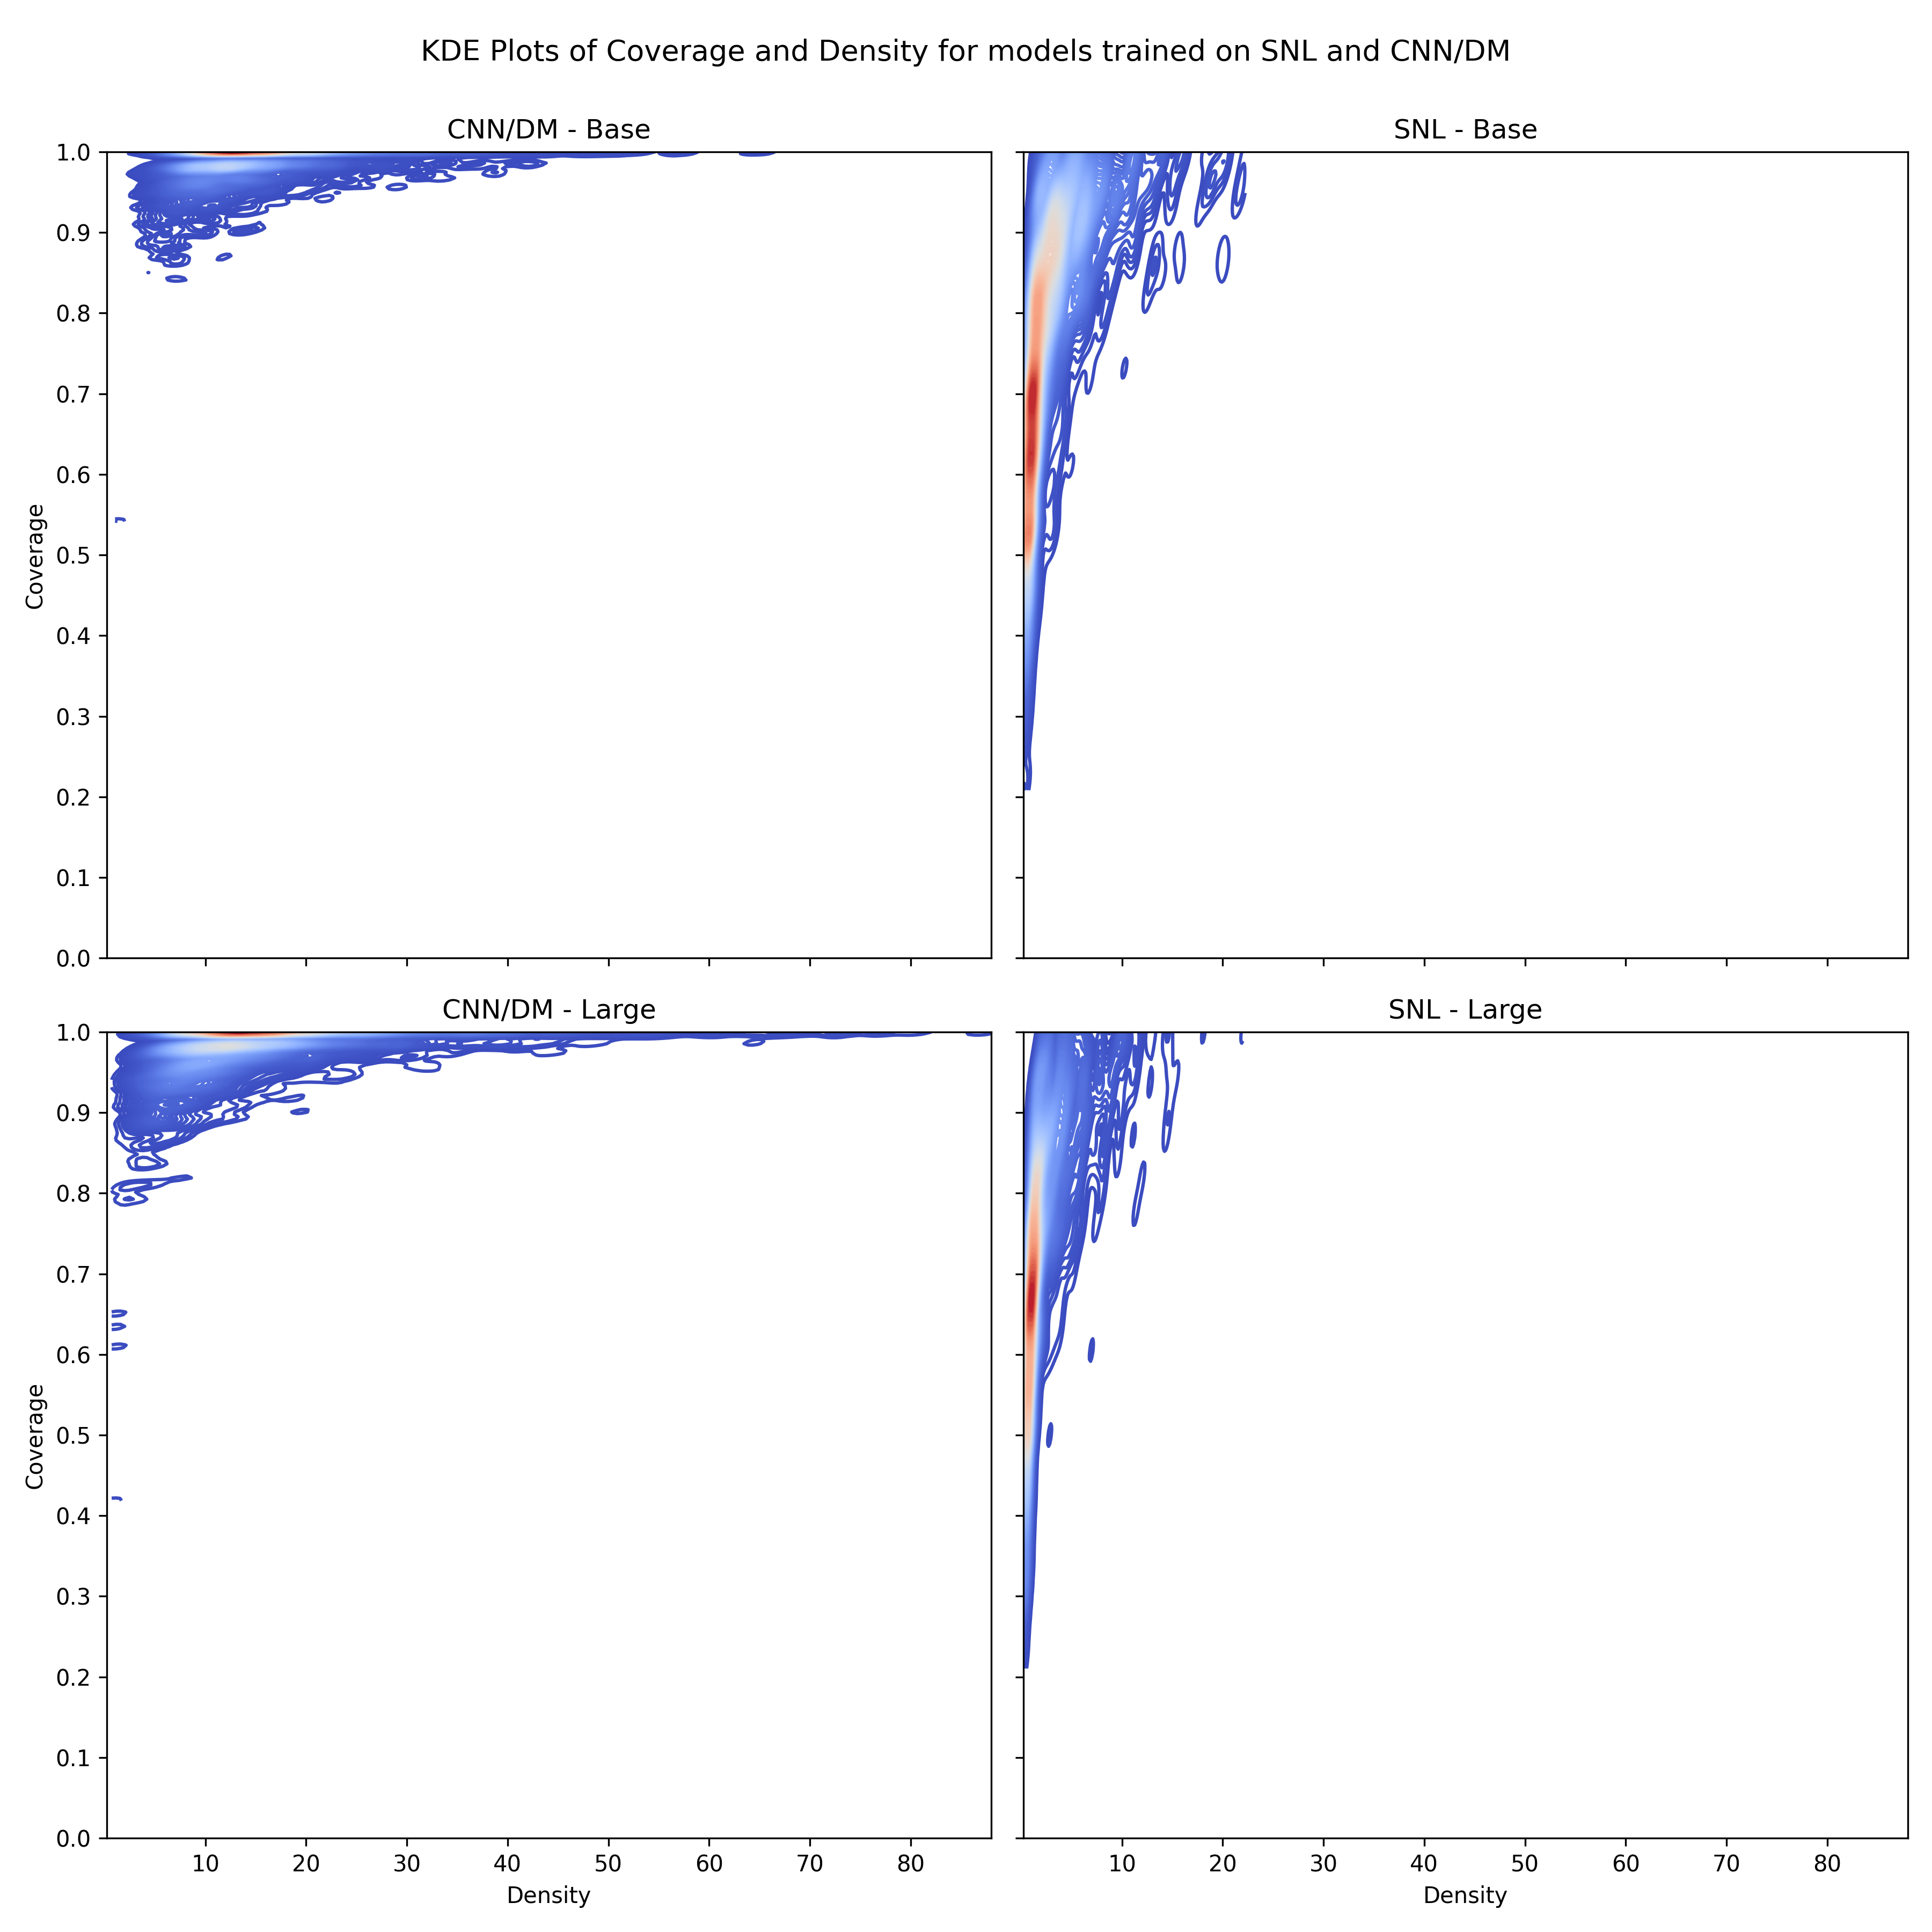 KDE Plots of Coverage and Density for models trained on SNL and CNN/DM
CNN/DM - Base
1.0
0.9
0.8
0.7
0.6
0.5
0.4
0.3
0.2
0.1
0.0
Coverage
SNL - Base
CNN/DM - Large
1.0
0.9
0.8
0.7
0.6
0.5
0.4
0.3
0.2
0.1
0.0
Coverage
10 20 30 40 50 60 70 80
Density
SNL - Large
10 20 30 40 50 60 70 80
Density